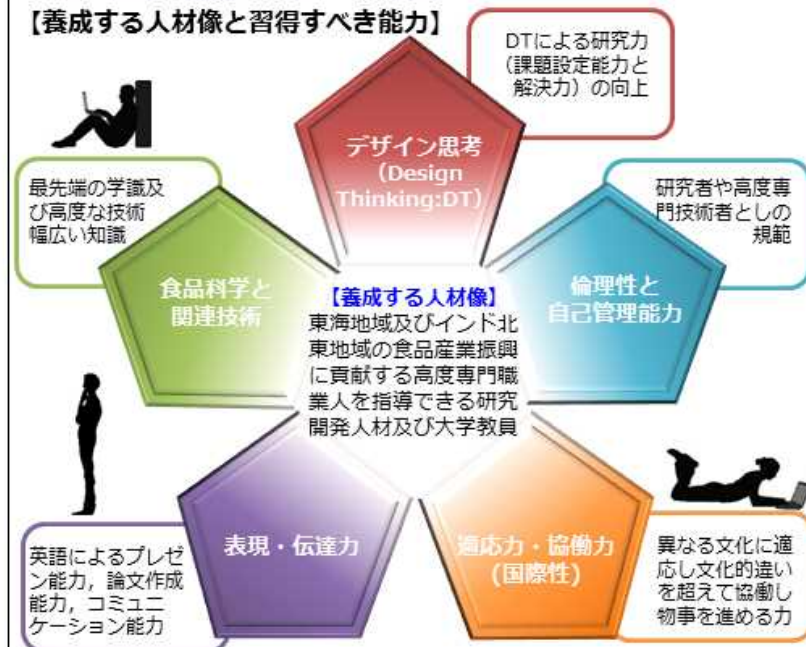 【養成する人材像と習得すべき能力】
DTによる研究力
（課題設定能力と
解決力）の向上
デザイン思考
（Design
Thinking:DT）
最先端の学識及
び高度な技術
幅広い知識
食品科学と
関連技術
研究者や高度専
門技術者としの
規範
倫理性と
自己管理能力
【養成する人材像】
東海地域及びインド北
東地域の食品産業振興
に貢献する高度専門職
業人を指導できる研究
開発人材及び大学教員
表現・伝達力
英語によるプレゼ
ン能力，論文作成
能力，コミュニ
ケーション能力
適応力・協働力
(国際性)
異なる文化に適
応し文化的違い
を超えて協働し
物事を進める力